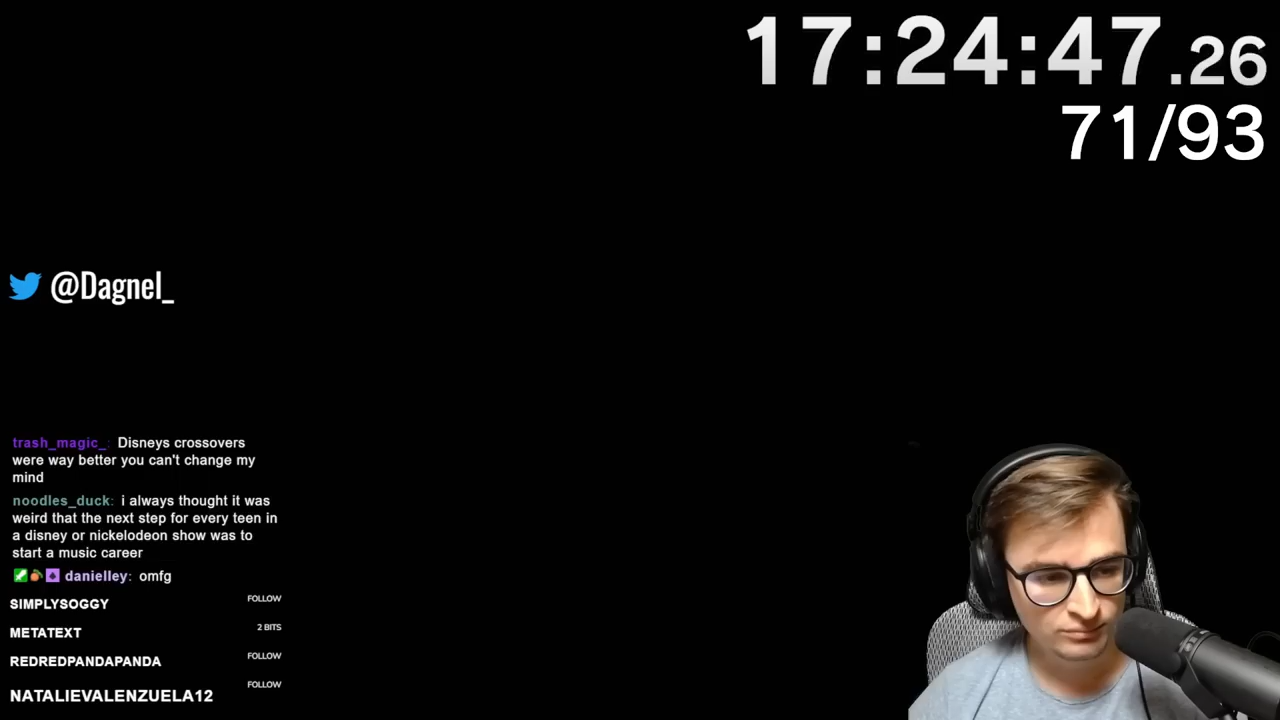 17:24:47.26
71/93
@Dagnel_
trash_magic_: Disneys crossovers
were way better you can't change my
mind
noodles_duck: i always thought it was
weird that the next step for every teen in
a disney or nickelodeon show was to
start a music career
danielley: omfg
SIMPLYSOGGY FOLLOW
METATEXT 2 BITS
REDREDPANDAPANDA FOLLOW
NATALIEVALENZUELA12 FOLLOW